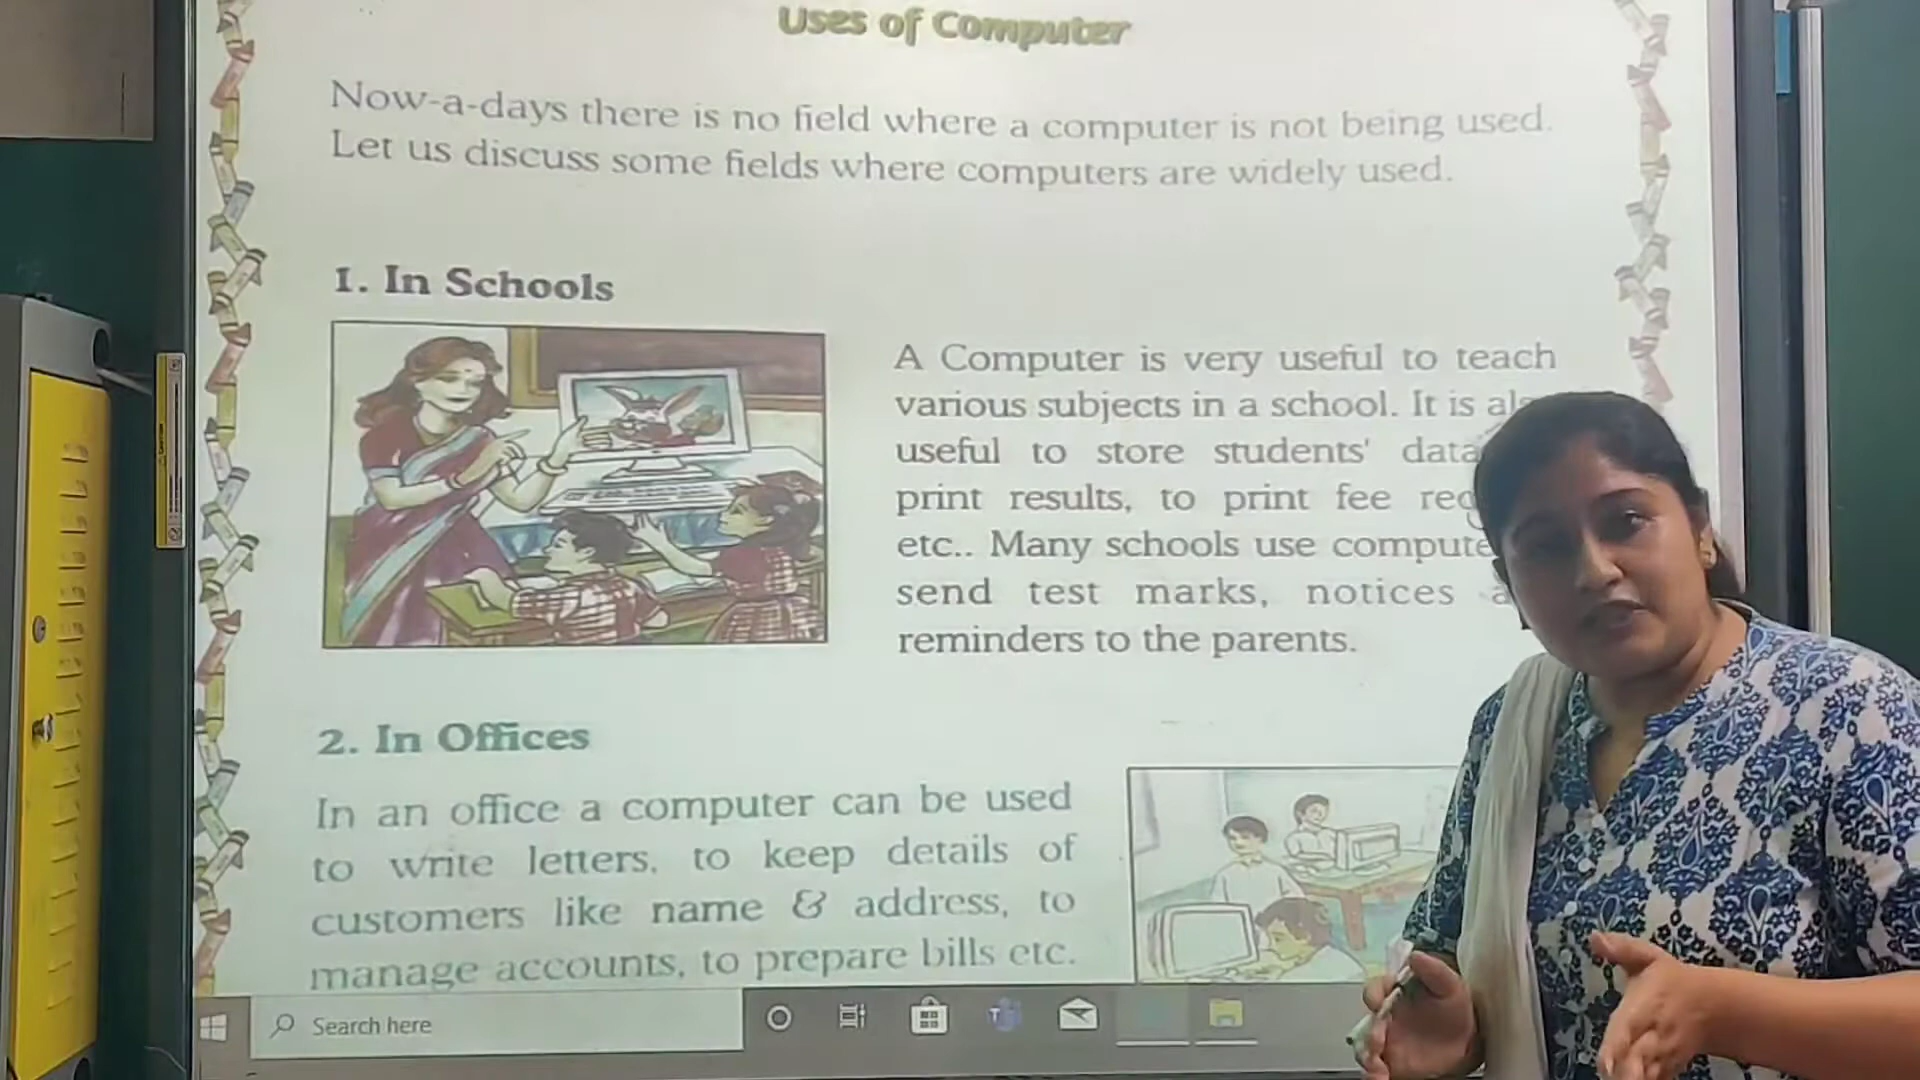 Uses of Computer
Now-a-days there is no field where a computer is not being used.
Let us discuss some fields where computers are widely used.
1. In Schools
A Computer is very useful to teach
various subjects in a school. It is
useful to store students' data
print results, to print fee
etc.. Many schools use
send test marks, notices
reminders to the parents.
2. In Offices
In an office a computer can be used
to write letters, to keep details of
customers like name & address, to
manage accounts, to prepare bills etc.
Search here